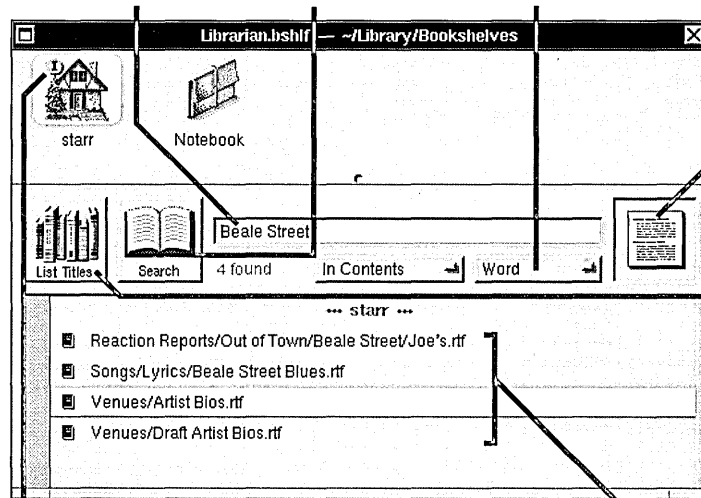 Librarian.bshlf — ~/Library/Bookshelves
starr
Notebook
Beale Street
List Titles
Search
4 found
In Contents
Word
••• starr •••
Reaction Reports/Out of Town/Beale Street/Joe's.rtf
Songs/Lyrics/Beale Street Blues.rtf
Venues/Artist Bios.rtf
Venues/Draft Artist Bios.rtf